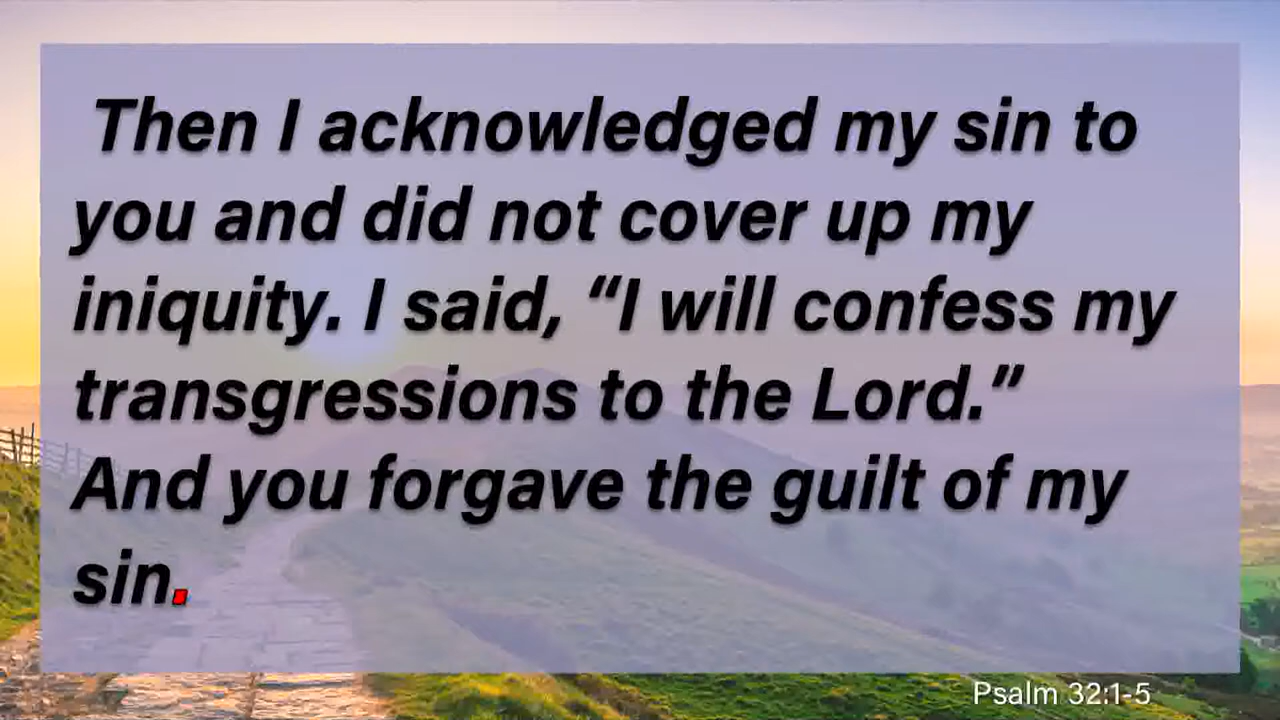 Then I acknowledged my sin to
you and did not cover up my
iniquity. I said, “I will confess my
transgressions to the Lord.”
And you forgave the guilt of my
sin.
Psalm 32:1-5